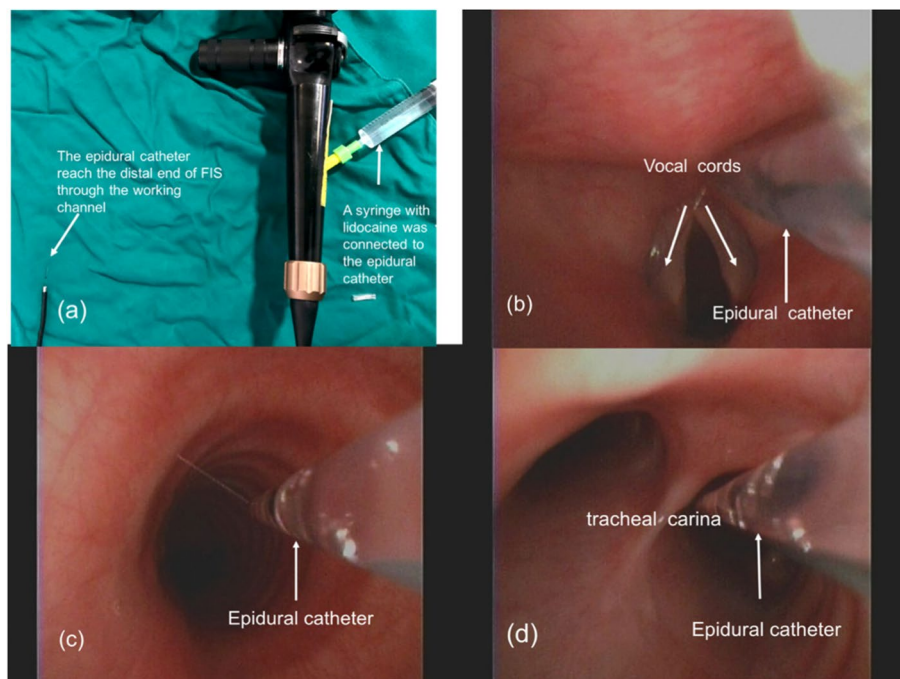 The epidural catheter
reach the distal end of FIS
through the working
channel
A syringe with
lidocaine was
connected to
the epidural
catheter
(a)
Vocal cords
Epidural catheter
(b)
Epidural catheter
(c)
tracheal carina
Epidural catheter
(d)